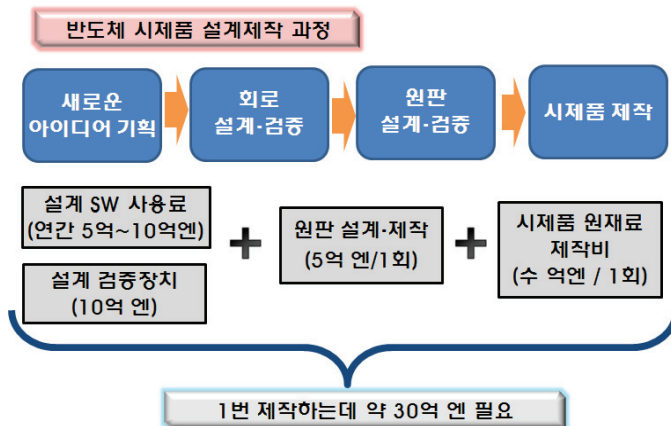 반도체 시제품 설계제작 과정
새로운
아이디어 기획
회로
설계·검증
원판
설계·검증
시제품 제작
설계 SW 사용료
(연간 5억~10억엔)
설계 검증장치
(10억 엔)
+
원판 설계·제작
(5억 엔/1회)
+
시제품 원재료
제작비
(수 억엔 / 1회)
1번 제작하는데 약 30억 엔 필요